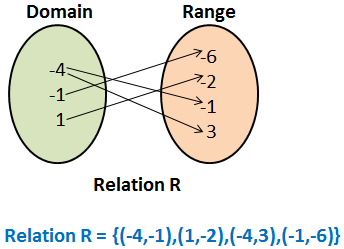 Domain Range
-4
-1
1
-6
-2
-1
3
Relation R
Relation R = {(-4,-1),(1,-2),(-4,3),(-1,-6)}